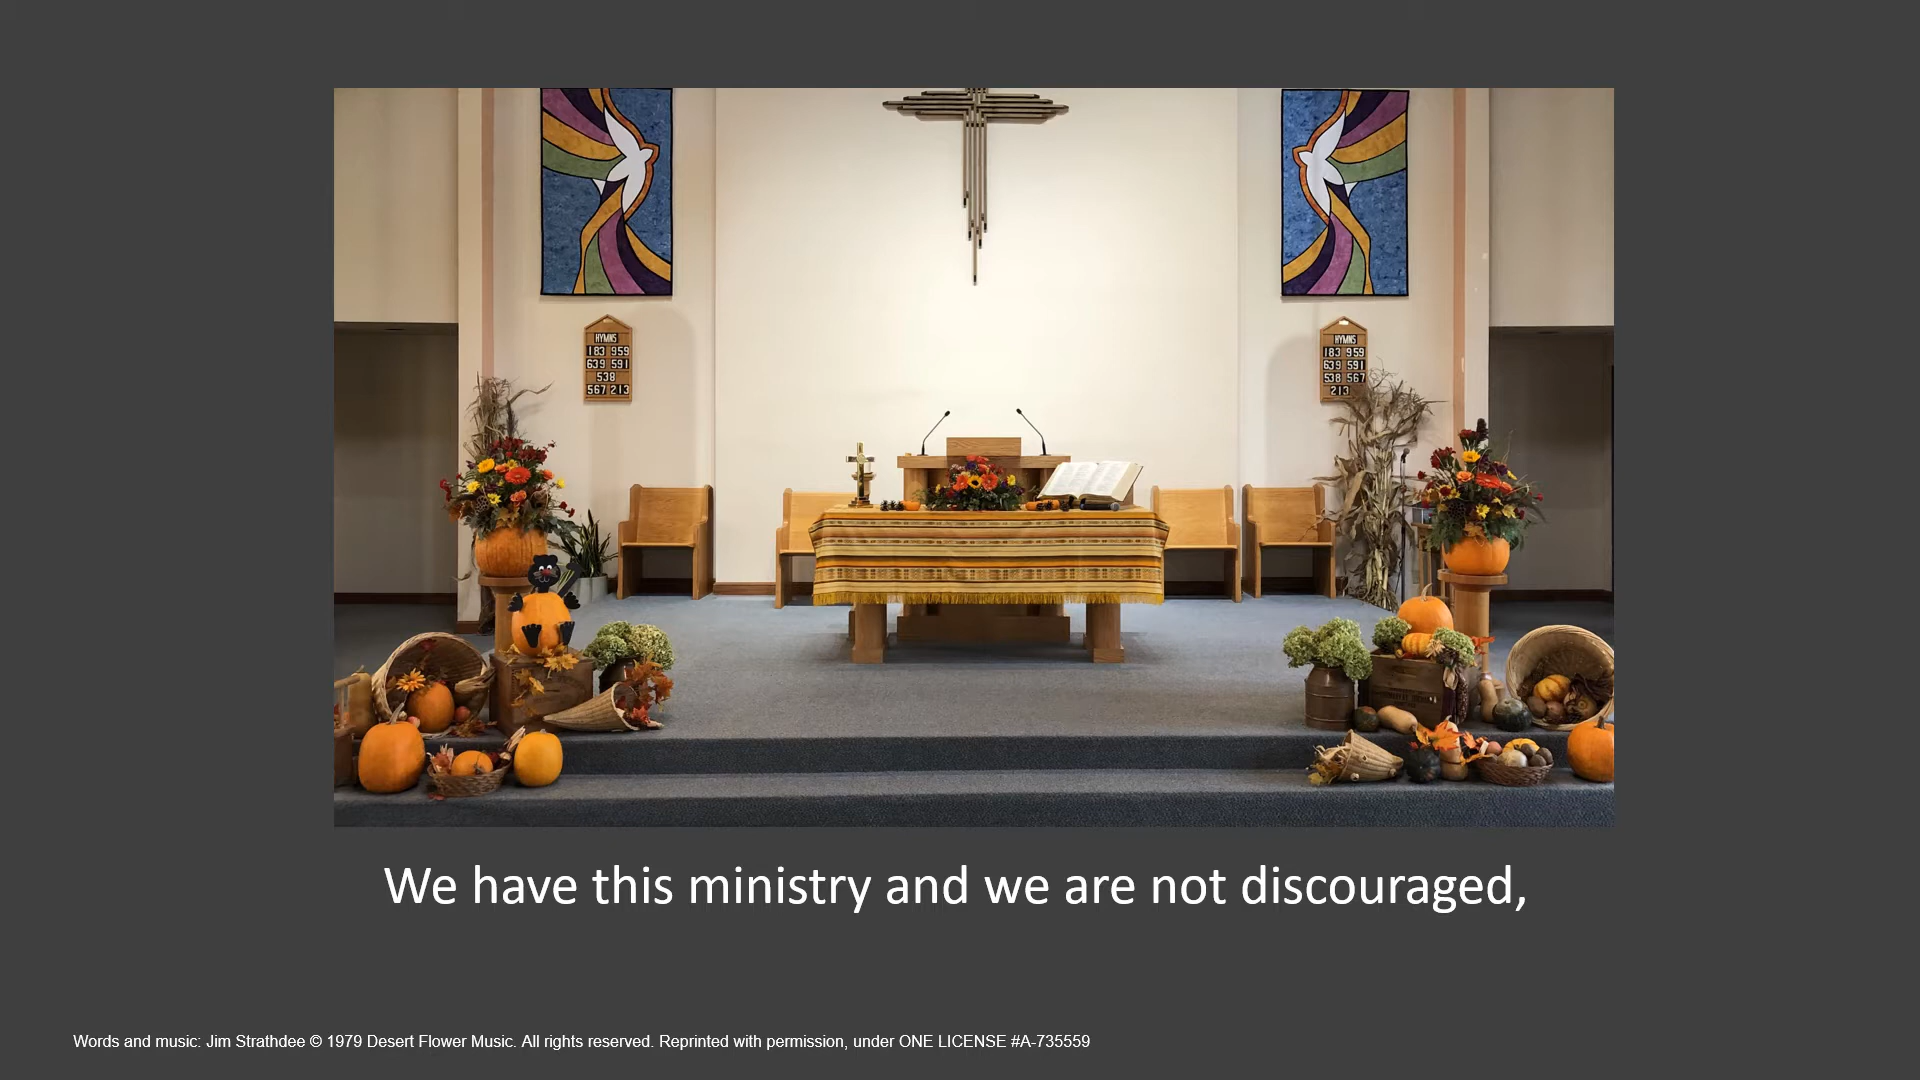 HYMNS
183 959
639 591
538
567 213
HYMNS
183 959
639 591
538 567
213
We have this ministry and we are not discouraged,
Words and music: Jim Strathdee © 1979 Desert Flower Music. All rights reserved. Reprinted with permission, under ONE LICENSE #A-735559